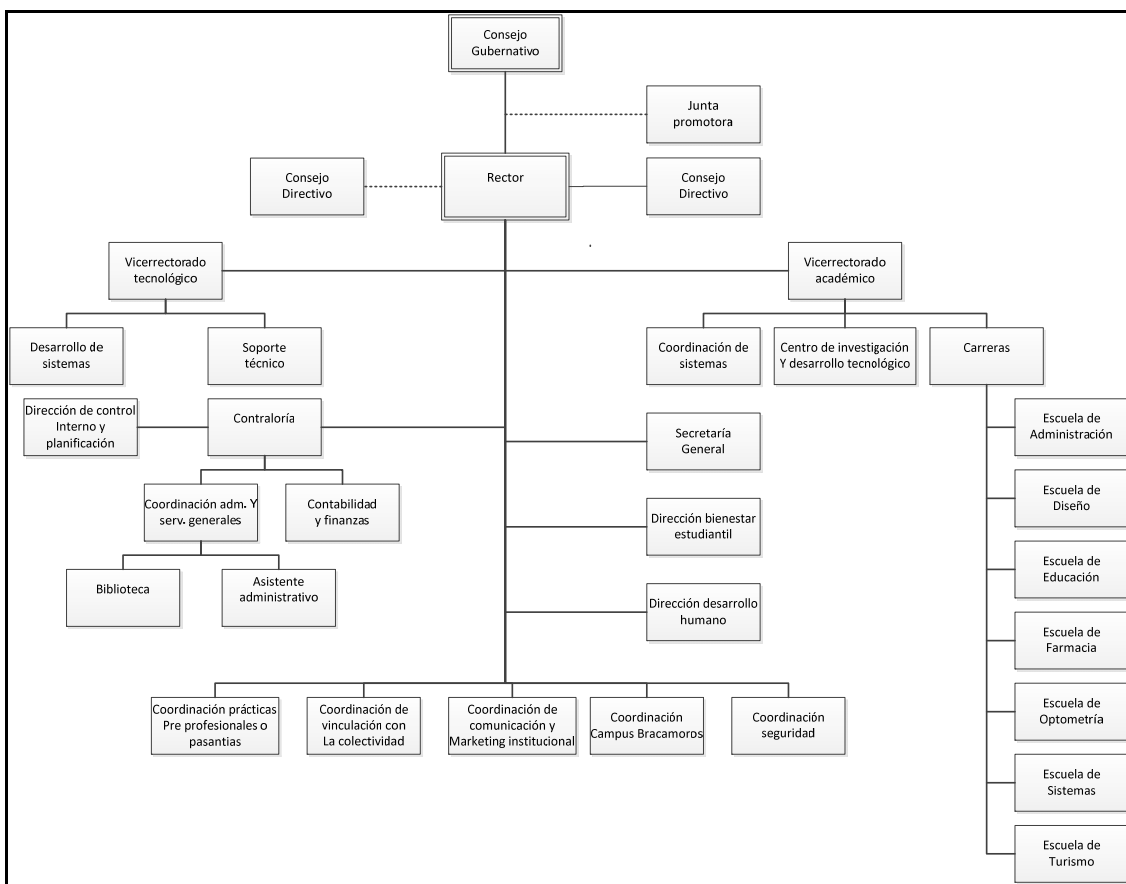 Consejo
Gubernativo
Junta
promotora
Consejo
Directivo
Rector
Consejo
Directivo
Vicerrectorado
tecnológico
Vicerrectorado
académico
Desarrollo de
sistemas
Soporte
técnico
Coordinación de
sistemas
Centro de investigación
Y desarrollo tecnológico
Carreras
Dirección de control
Interno y
planificación
Contraloría
Secretaría
General
Escuela de
Administración
Coordinación adm. Y
serv. generales
Contabilidad
y finanzas
Dirección bienestar
estudiantil
Escuela de
Diseño
Biblioteca
Asistente
administrativo
Dirección desarrollo
humano
Escuela de
Educación
Escuela de
Farmacia
Coordinación prácticas
Pre profesionales o
pasantias
Coordinación de
vinculación con
La colectividad
Coordinación de
comunicación y
Marketing institucional
Coordinación
Campus Bracamoros
Coordinación
seguridad
Escuela de
Optometría
Escuela de
Sistemas
Escuela de
Turismo